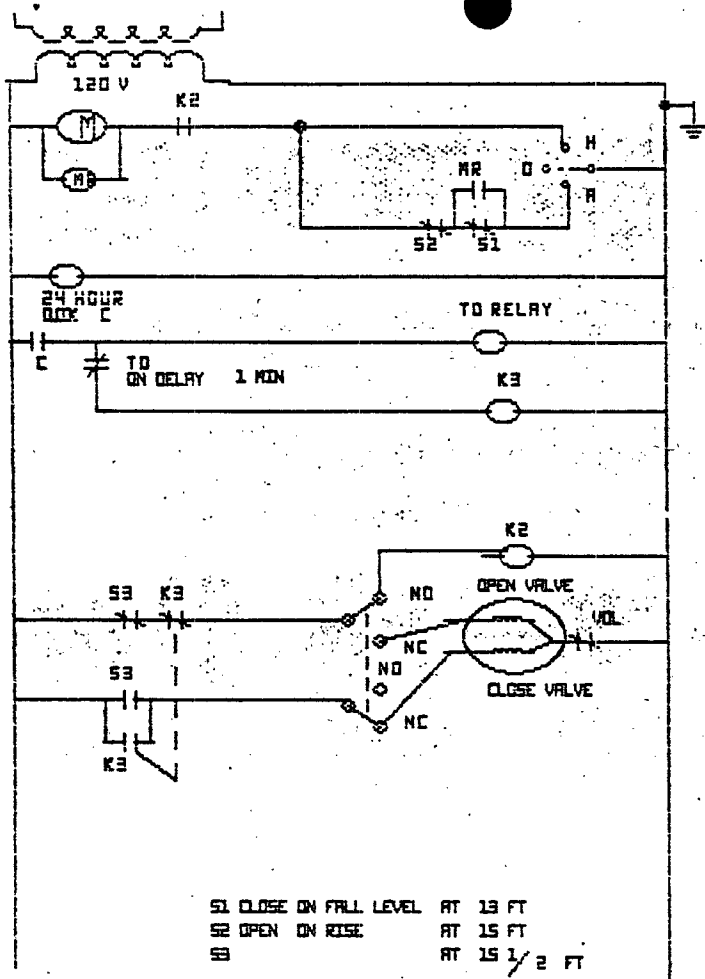 120 V
K2
M
H
O
A
M
MR
S2 S1
24 HOUR
C
TD RELAY
C
TD
ON DELAY 1 MIN
K3
K2
OPEN VALVE
S3 K3
NO
VOL
NC
NO
S3
CLOSE VALVE
NC
K3
S1 CLOSE ON FALL LEVEL AT 13 FT
S2 OPEN ON RISE AT 15 FT
S3 AT 15 1/2 FT